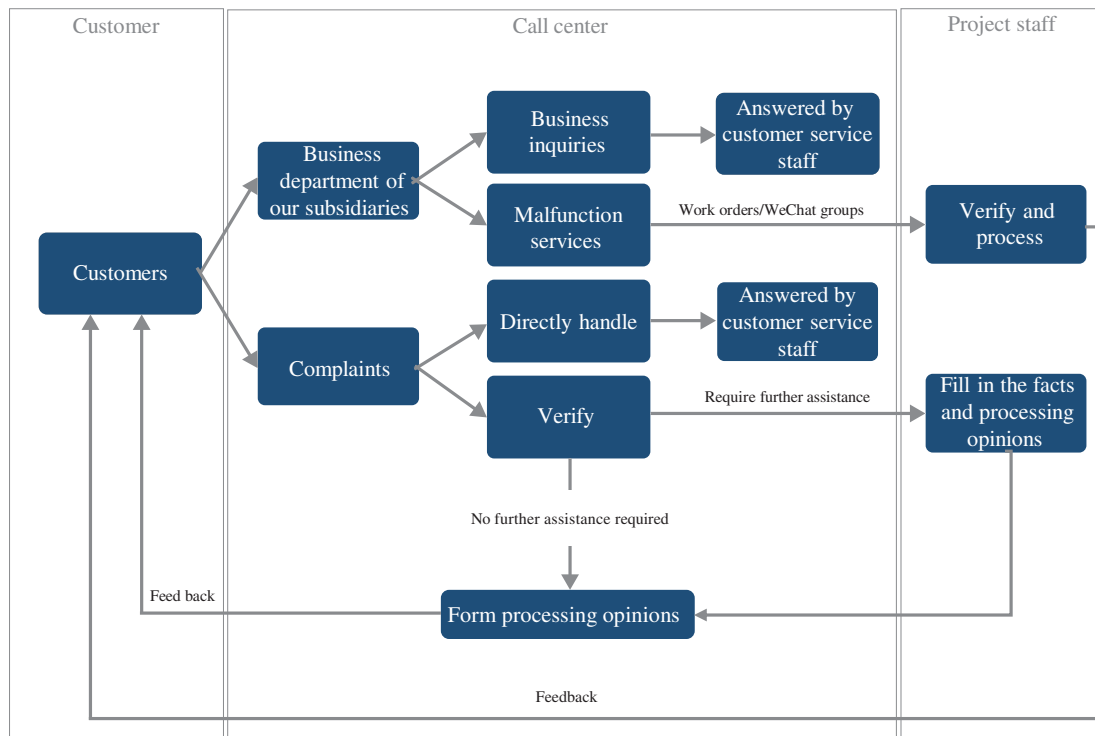 Customer
Call center
Project staff
Business
inquiries
Answered by
customer service
staff
Business
department of
our subsidiaries
Malfunction
services
Work orders/WeChat groups
Verify and
process
Customers
Directly handle
Answered by
customer service
staff
Complaints
Verify
Require further assistance
Fill in the facts
and processing
opinions
No further assistance required
Feed back
Form processing opinions
Feedback